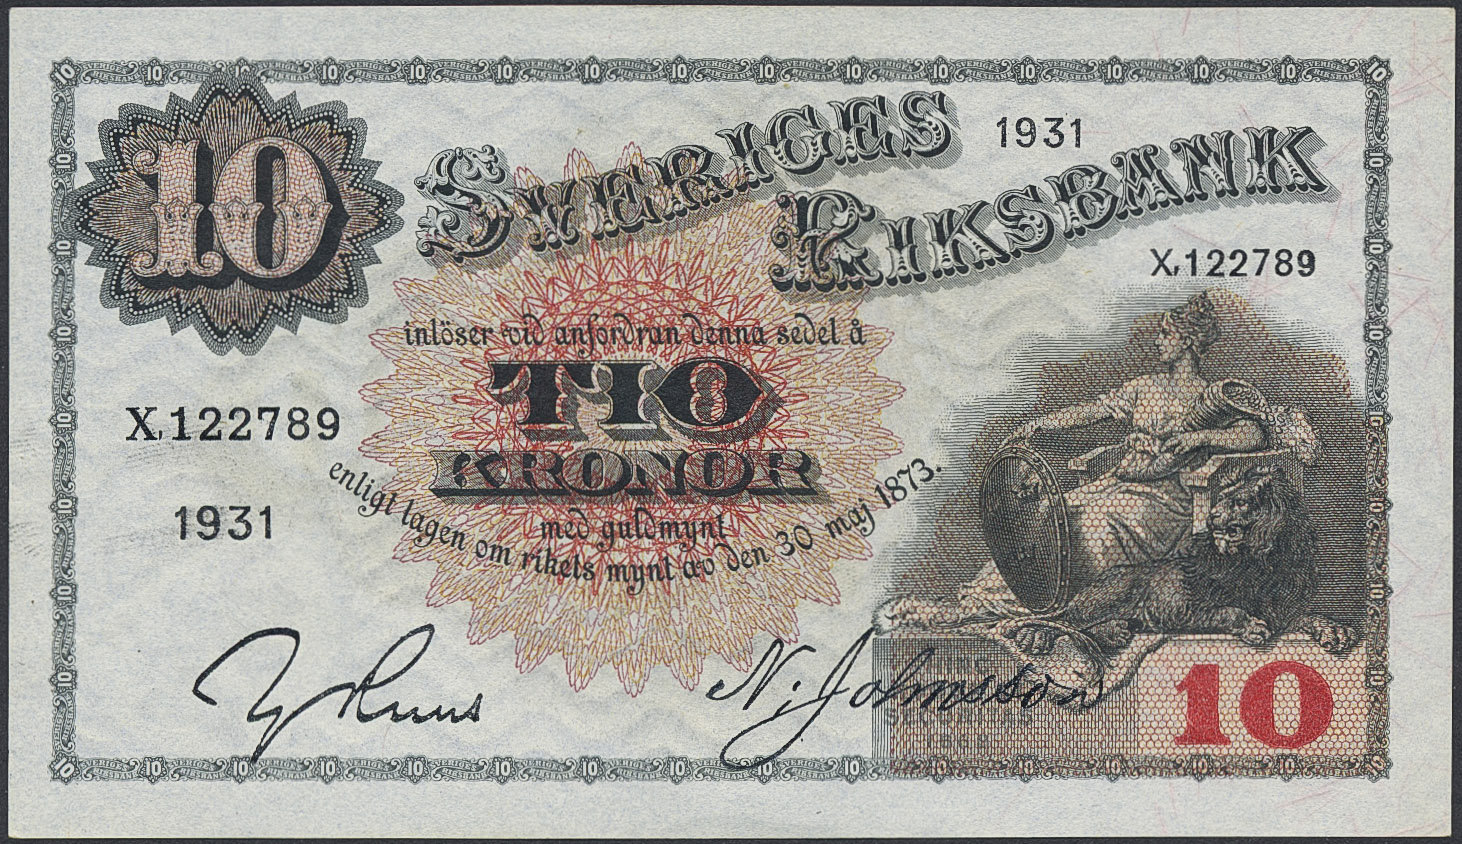 10
SVERIGES
RIKSBANK
1931
X,122789
inlöser vid anfordran denna sedel å
TIO
KRONOR
med guldmynt
enligt lagen om rikets mynt av den 30 maj 1873.
X,122789
1931
N. Johnsson
10